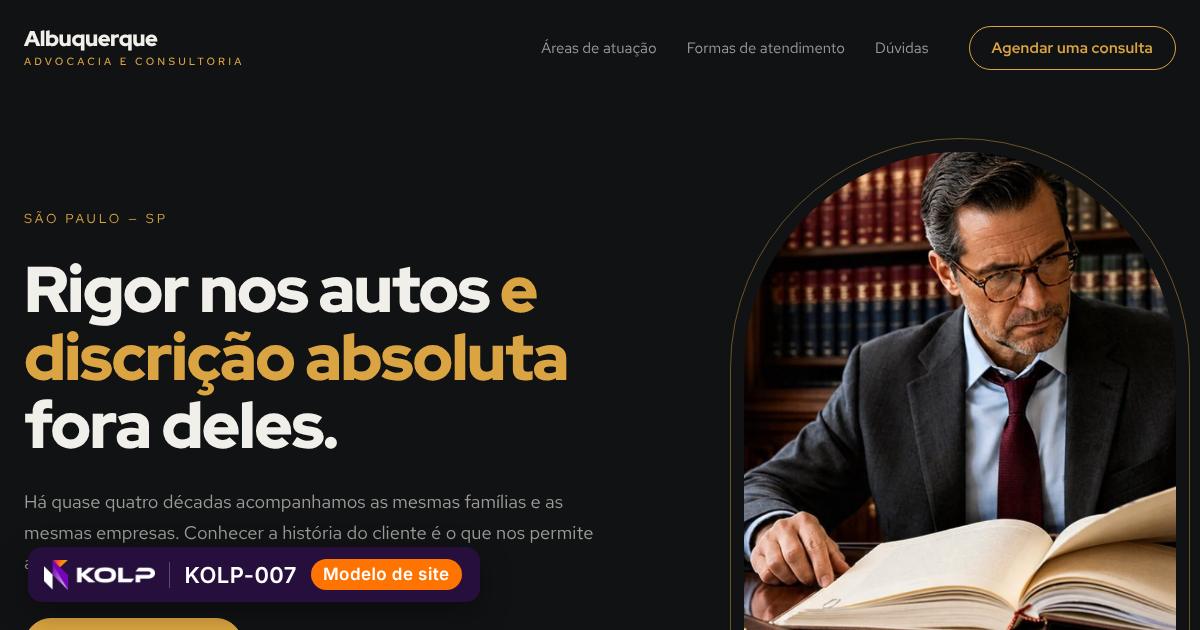 Albuquerque
ADVOCACIA E CONSULTORIA
Áreas de atuação
Formas de atendimento
Dúvidas
Agendar uma consulta
SÃO PAULO – SP
Rigor nos autos e
discrição absoluta
fora deles.
Há quase quatro décadas acompanhamos as mesmas famílias e as
mesmas empresas. Conhecer a história do cliente é o que nos permite
KOLP
KOLP-007
Modelo de site